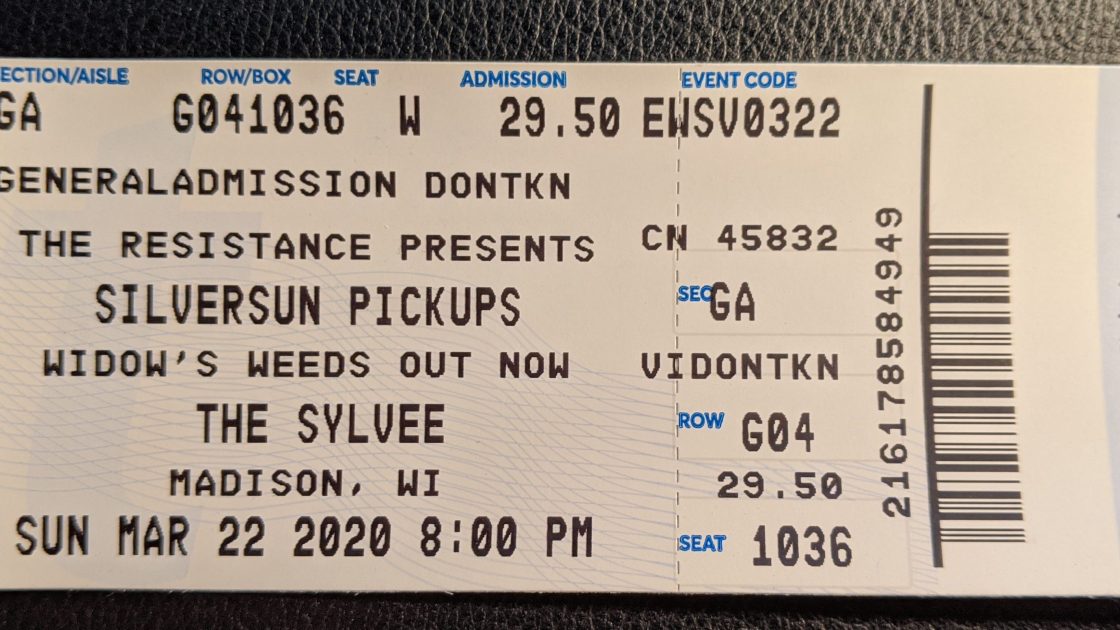 ECTION/AISLE ROW/BOX SEAT ADMISSION EVENT CODE
GA G041036 W 29.50 EWSV0322
GENERALADMISSION DONTKN
THE RESISTANCE PRESENTS
SILVERSUN PICKUPS
WIDOW'S WEEDS OUT NOW
THE SYLVEE
MADISON, WI
SUN MAR 22 2020 8:00 PM
CN 45832
SEC GA
VIDONTKN
ROW G04
29.50
SEAT 1036
2161785584949